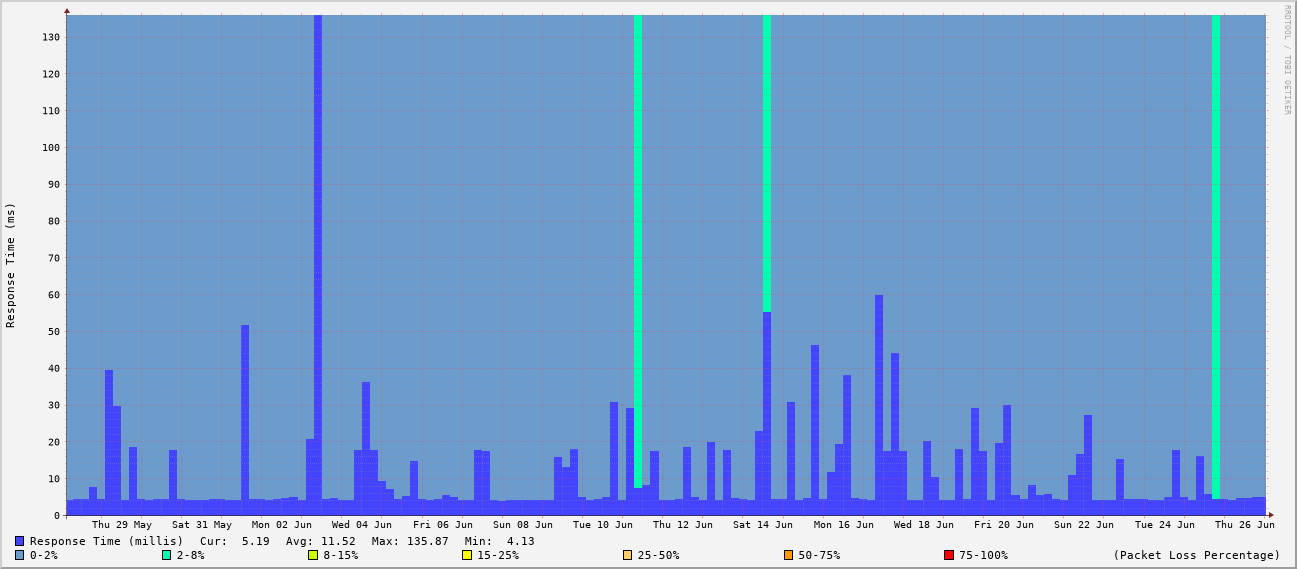 RRDTOOL / TOBI OETIKER
Response Time (ms)
130
120
110
100
90
80
70
60
50
40
30
20
10
0
Thu 29 May Sat 31 May Mon 02 Jun Wed 04 Jun Fri 06 Jun Sun 08 Jun Tue 10 Jun Thu 12 Jun Sat 14 Jun Mon 16 Jun Wed 18 Jun Fri 20 Jun Sun 22 Jun Tue 24 Jun Thu 26 Jun
Response Time (millis) Cur: 5.19 Avg: 11.52 Max: 135.87 Min: 4.13
0-2% 2-8% 8-15% 15-25% 25-50% 50-75% 75-100% (Packet Loss Percentage)